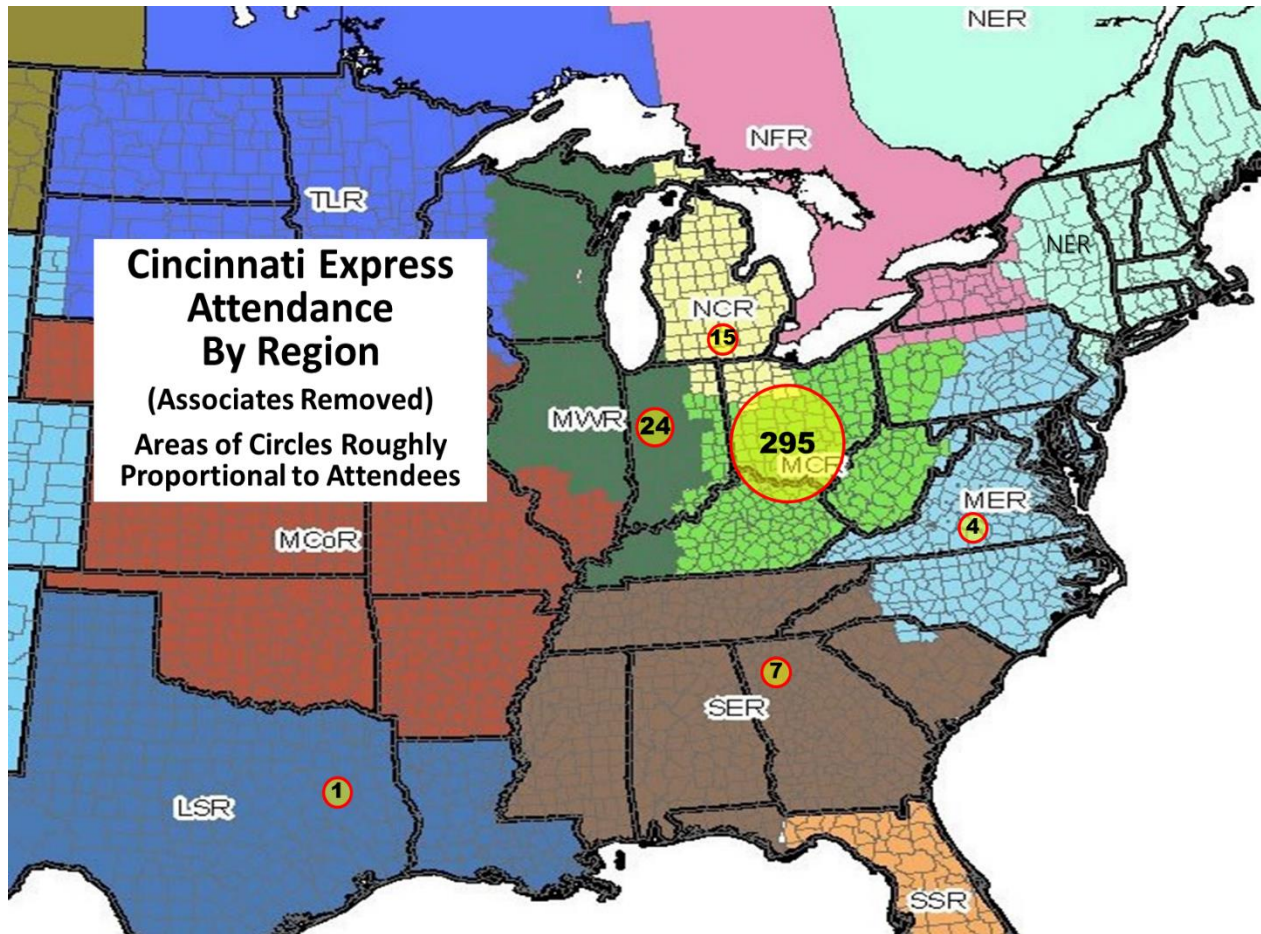 NER
NFR
TLR
NER
Cincinnati Express
Attendance
By Region
(Associates Removed)
Areas of Circles Roughly
Proportional to Attendees
NCR
15
MWR
24
295
MCR
MER
4
MCoR
7
SER
1
LSR
SSR